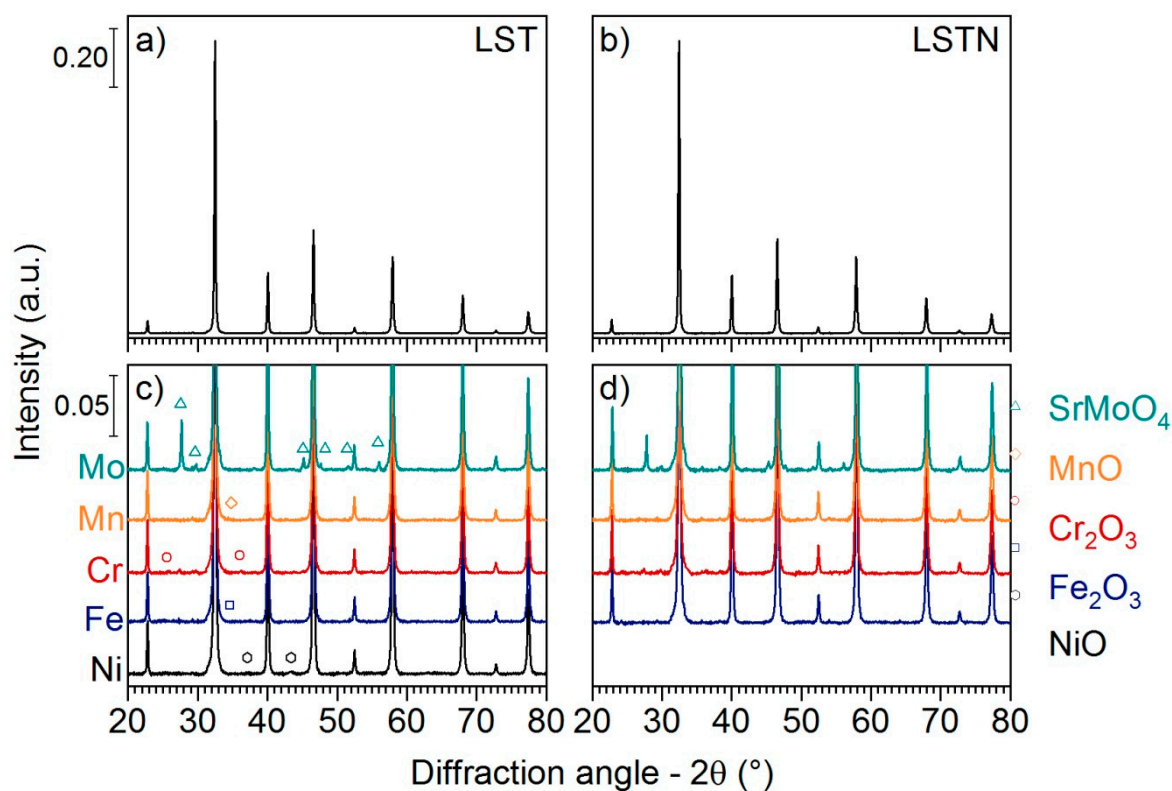 a) LST
b) LSTN
0.20
Intensity (a.u.)
c)
d)
0.05
Mo
Mn
Cr
Fe
Ni
SrMoO4
MnO
Cr2O3
Fe2O3
NiO
20 30 40 50 60 70 80
20 30 40 50 60 70 80
Diffraction angle - 2θ (°)